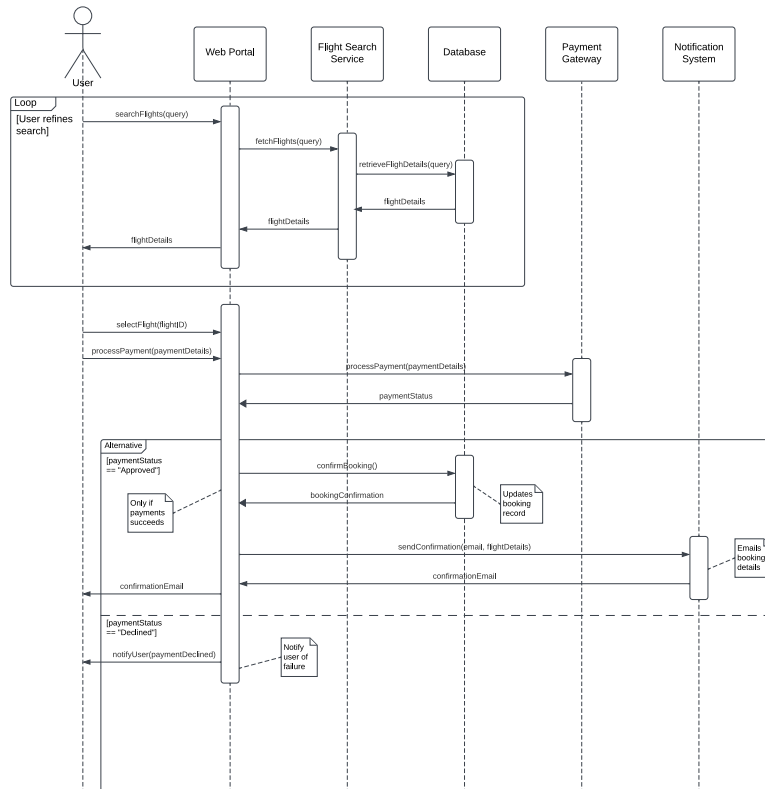 User
Web Portal
Flight Search
Service
Database
Payment
Gateway
Notification
System
Loop
[User refines
search]
searchFlights(query)
fetchFlights(query)
retrieveFlighDetails(query)
flightDetails
flightDetails
flightDetails
selectFlight(flightID)
processPayment(paymentDetails)
processPayment(paymentDetails)
paymentStatus
Alternative
[paymentStatus
== "Approved"]
confirmBooking()
Only if
payments
succeeds
bookingConfirmation
Updates
booking
record
sendConfirmation(email, flightDetails)
Emails
booking
details
confirmationEmail
confirmationEmail
[paymentStatus
== "Declined"]
notifyUser(paymentDeclined)
Notify
user of
failure